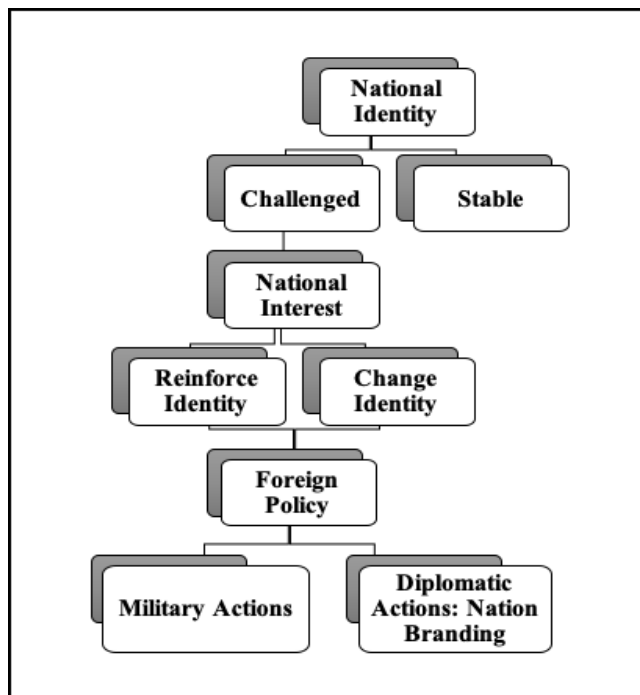 National
Identity
Challenged
Stable
National
Interest
Reinforce
Identity
Change
Identity
Foreign
Policy
Military Actions
Diplomatic
Actions: Nation
Branding